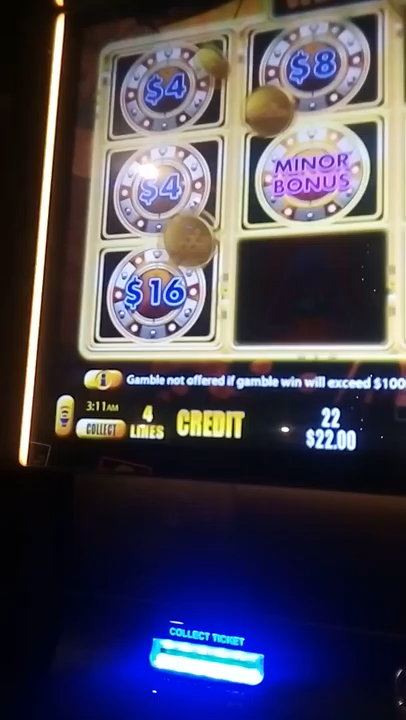 $4
$8
$4
MINOR
BONUS
$16
Gamble not offered if gamble win will exceed $100
3:11AM
COLLECT
4
LINES
CREDIT
22
$22.00
COLLECT TICKET